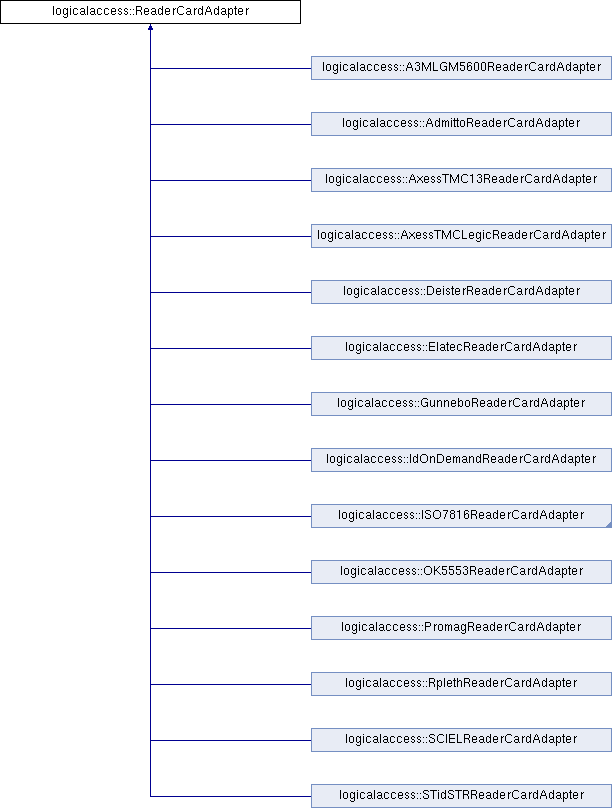 logicalaccess::ReaderCardAdapter
logicalaccess::A3MLGM5600ReaderCardAdapter
logicalaccess::AdmittoReaderCardAdapter
logicalaccess::AxessTMC13ReaderCardAdapter
logicalaccess::AxessTMCLegicReaderCardAdapter
logicalaccess::DeisterReaderCardAdapter
logicalaccess::ElatecReaderCardAdapter
logicalaccess::GunneboReaderCardAdapter
logicalaccess::IdOnDemandReaderCardAdapter
logicalaccess::ISO7816ReaderCardAdapter
logicalaccess::OK5553ReaderCardAdapter
logicalaccess::PromagReaderCardAdapter
logicalaccess::RplethReaderCardAdapter
logicalaccess::SCIELReaderCardAdapter
logicalaccess::STidSTRReaderCardAdapter